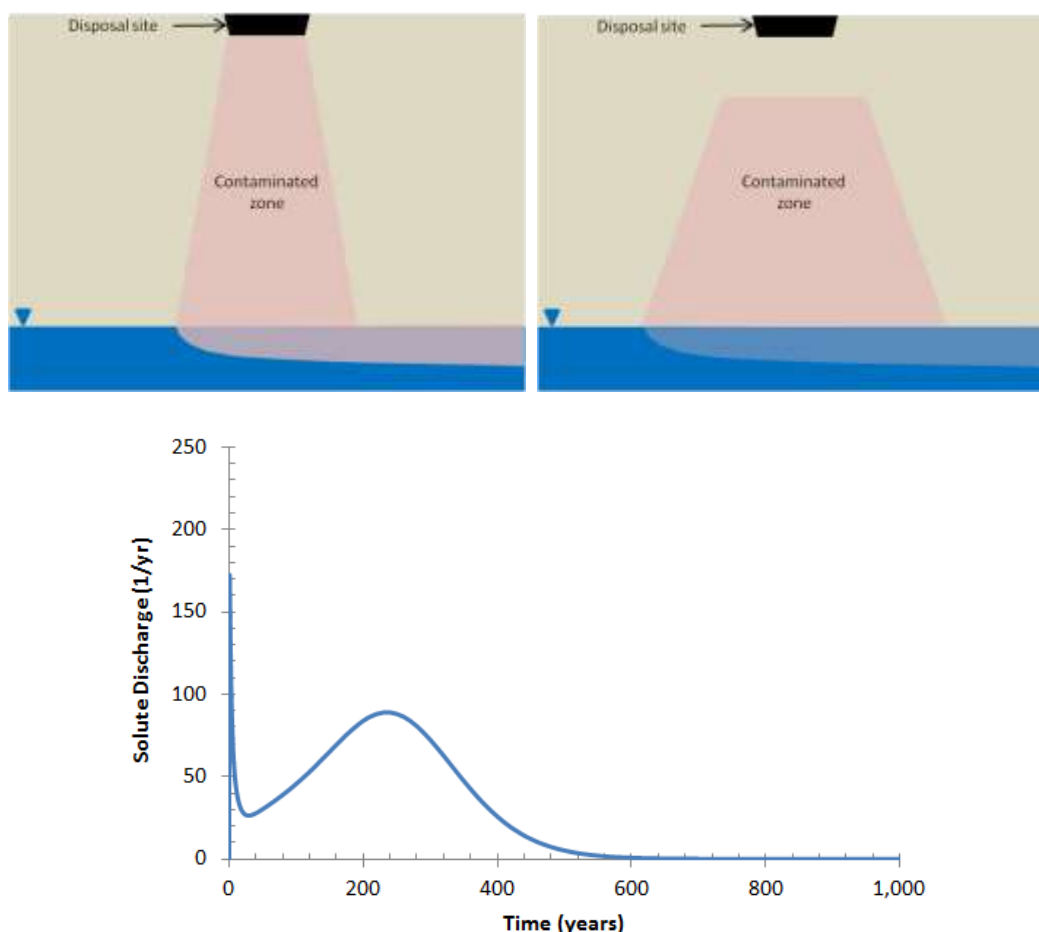 Disposal site
Disposal site
Contaminated
zone
Contaminated
zone
250
200
150
100
50
0
Solute Discharge (1/yr)
0 200 400 600 800 1,000
Time (years)